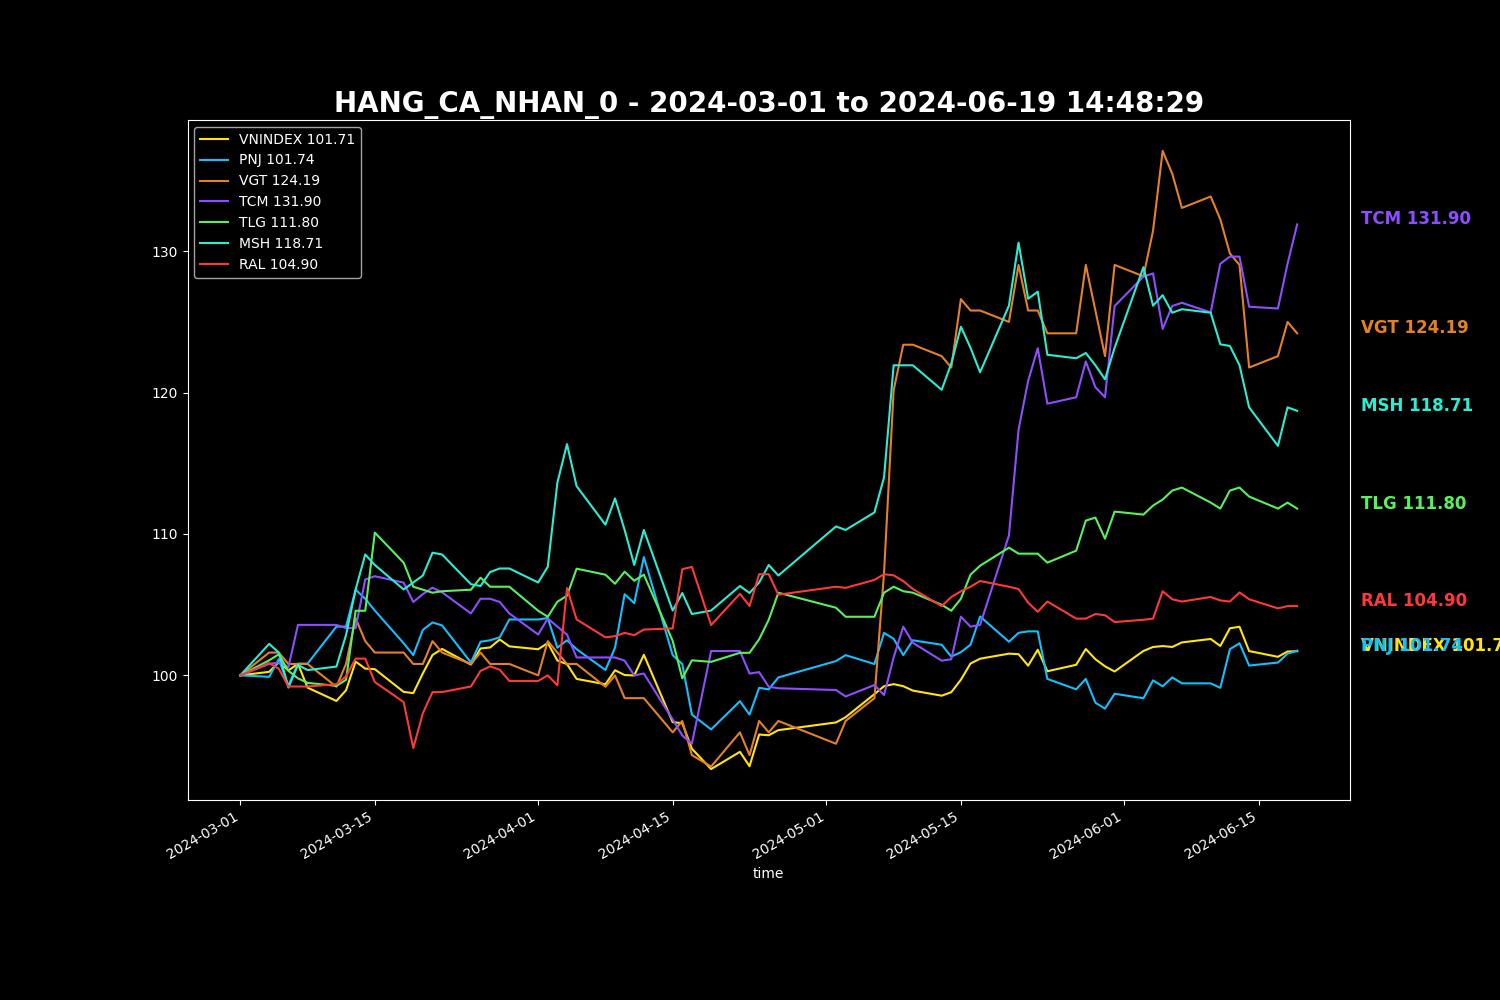 HANG_CA_NHAN_0 - 2024-03-01 to 2024-06-19 14:48:29
VNINDEX 101.71
PNJ 101.74
VGT 124.19
TCM 131.90
TLG 111.80
MSH 118.71
RAL 104.90
130
120
110
100
TCM 131.90
VGT 124.19
MSH 118.71
TLG 111.80
RAL 104.90
2024-03-01
2024-03-15
2024-04-01
2024-04-15
2024-05-01
2024-05-15
2024-06-01
2024-06-15
time